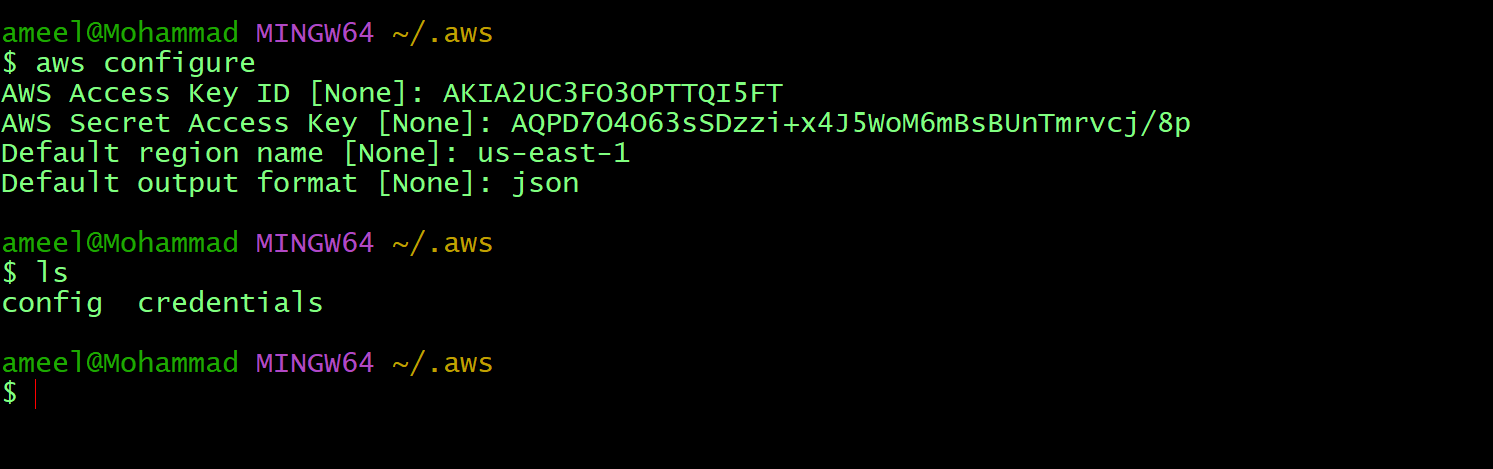 ameel@Mohammad MINGW64 ~/.aws
$ aws configure
AWS Access Key ID [None]: AKIA2UC3FO3OPTTQI5FT
AWS Secret Access Key [None]: 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
Default region name [None]: us-east-1
Default output format [None]: json
ameel@Mohammad MINGW64 ~/.aws
$ ls
config  credentials
ameel@Mohammad MINGW64 ~/.aws
$